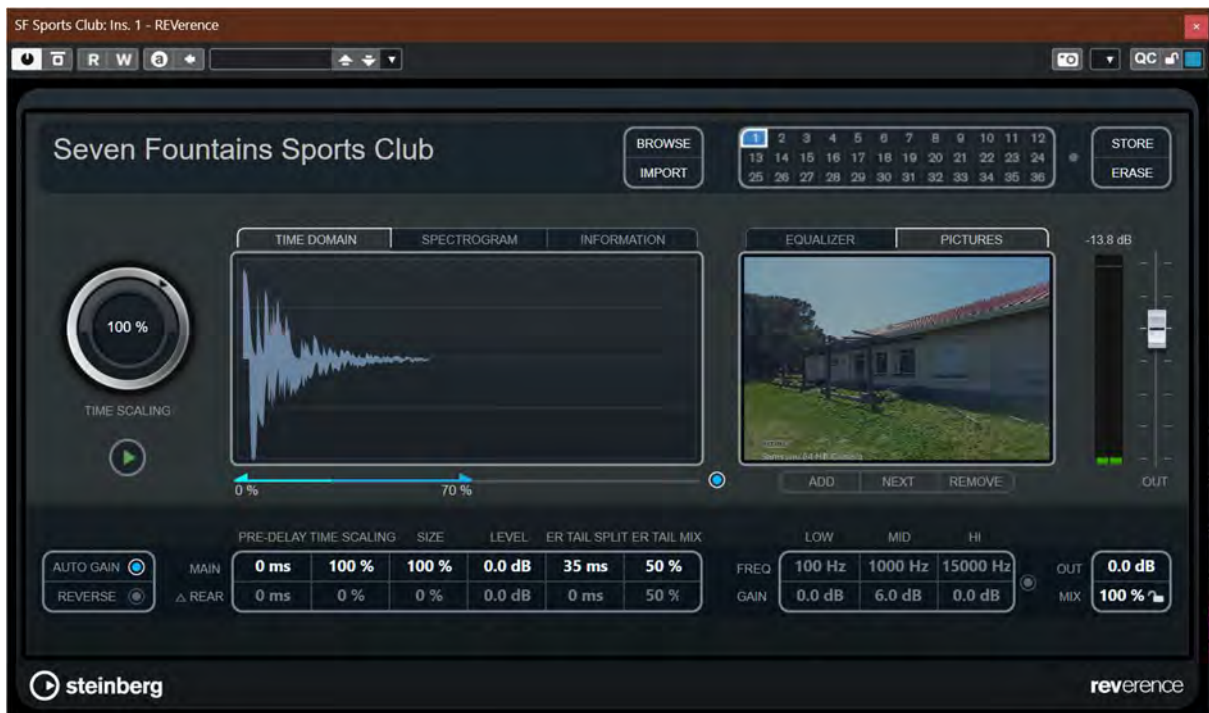 SF Sports Club: Ins. 1 - REVerence
R W a QC
Seven Fountains Sports Club
BROWSE
IMPORT
1 2 3 4 5 6 7 8 9 10 11 12
13 14 15 16 17 18 19 20 21 22 23 24
25 26 27 28 29 30 31 32 33 34 35 36
STORE
ERASE
TIME DOMAIN SPECTROGRAM INFORMATION
EQUALIZER PICTURES
-13.8 dB
100 %
TIME SCALING
0 % 70 %
ADD NEXT REMOVE
OUT
PRE-DELAY TIME SCALING SIZE LEVEL ER TAIL SPLIT ER TAIL MIX
LOW MID HI
AUTO GAIN
REVERSE
MAIN 0 ms 100 % 100 % 0.0 dB 35 ms 50 %
△ REAR 0 ms 0 % 0 % 0.0 dB 0 ms 50 %
FREQ 100 Hz 1000 Hz 15000 Hz
GAIN 0.0 dB 6.0 dB 0.0 dB
OUT 0.0 dB
MIX 100 %
steinberg
reverence